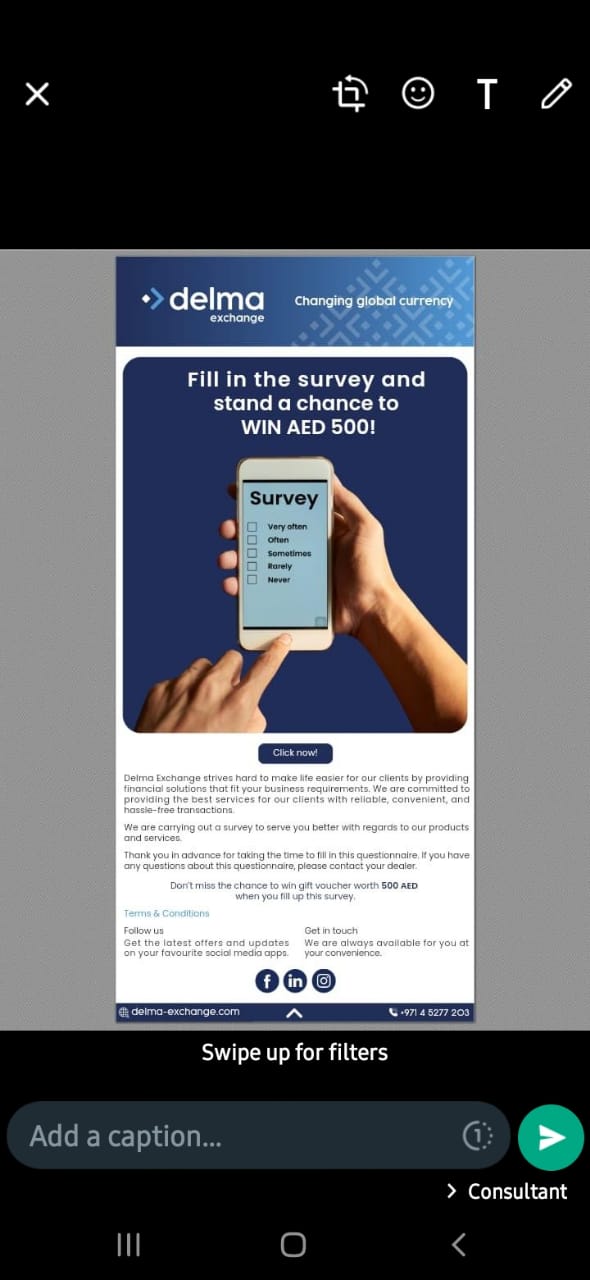 delma
exchange
Changing global currency
Fill in the survey and
stand a chance to
WIN AED 500!
Survey
Very often
Often
Sometimes
Rarely
Never
Click now!
Delma Exchange strives hard to make life easier for our clients by providing
financial solutions that fit your business requirements. We are committed to
providing the best services for our clients with reliable, convenient, and
hassle-free transactions.
We are carrying out a survey to serve you better with regards to our products
and services.
Thank you in advance for taking the time to fill in this questionnaire. If you have
any questions about this questionnaire, please contact your dealer.
Don't miss the chance to win gift voucher worth 500 AED
when you fill up this survey.
Terms & Conditions
Follow us
Get the latest offers and updates
on your favourite social media apps.
Get in touch
We are always available for you at
your convenience.
delma-exchange.com
+971 4 5277 203
Swipe up for filters
Add a caption...
1
Consultant